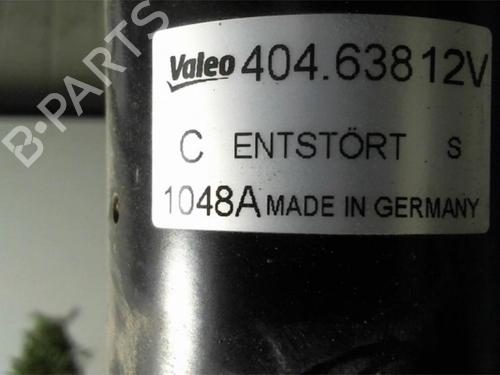 Valeo 404.638 12V
C ENTSTÖRT S
1048A MADE IN GERMANY
B-PARTS